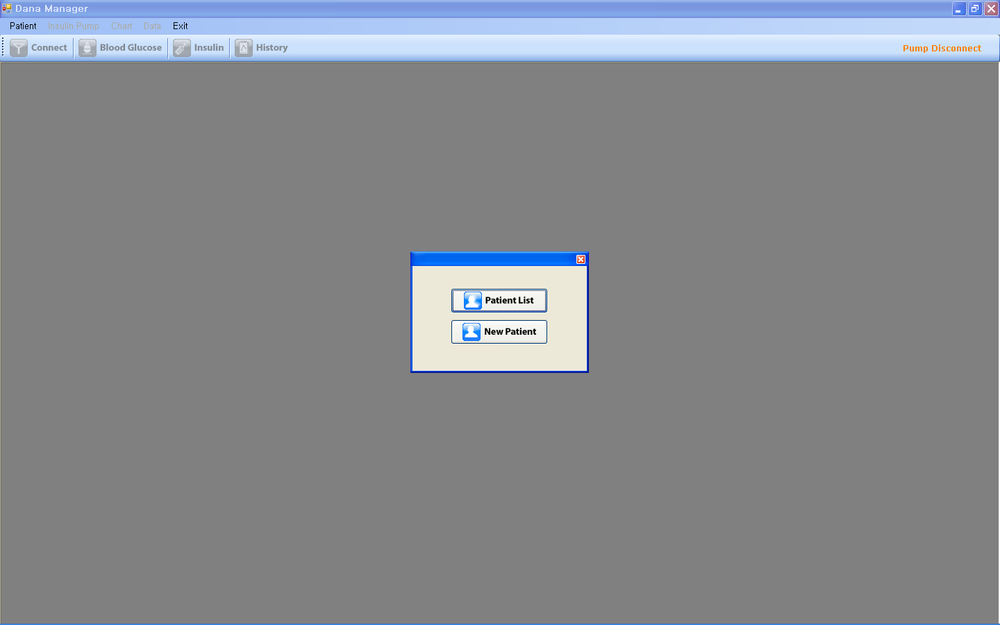 Dana Manager
Patient Insulin Pump Chart Data Exit
Connect Blood Glucose Insulin History Pump Disconnect
Patient List
New Patient